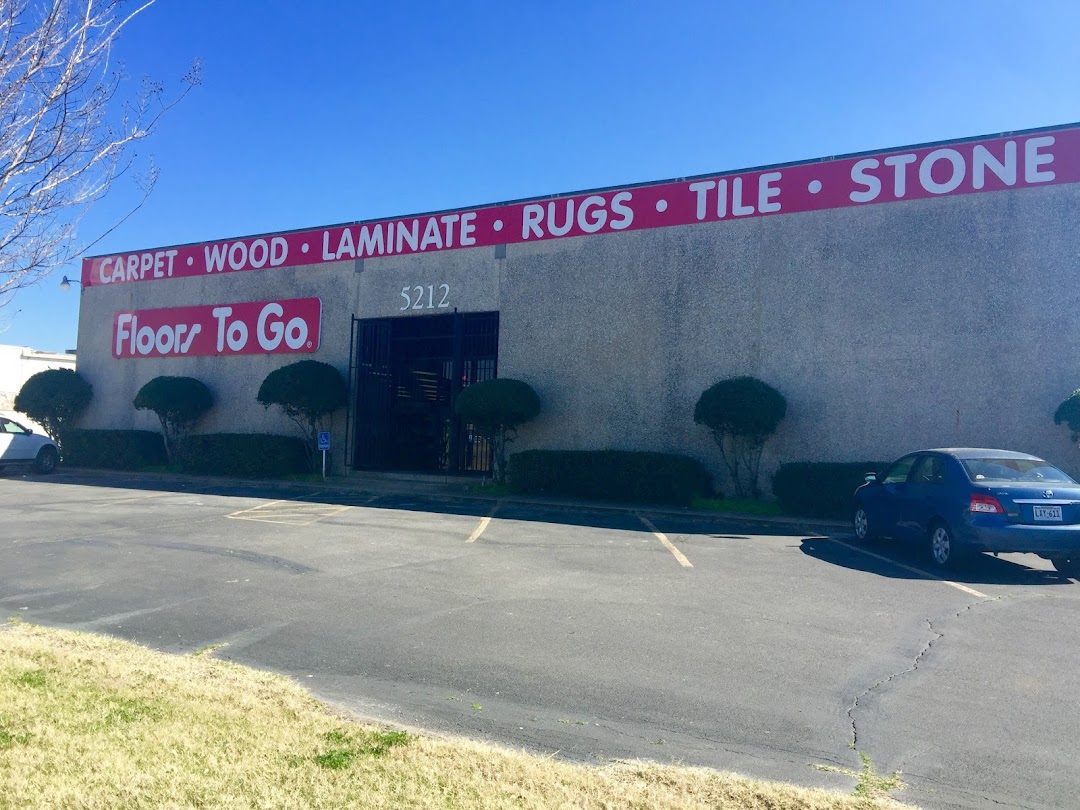 CARPET • WOOD • LAMINATE • RUGS • TILE • STONE
5212
Floors To Go®